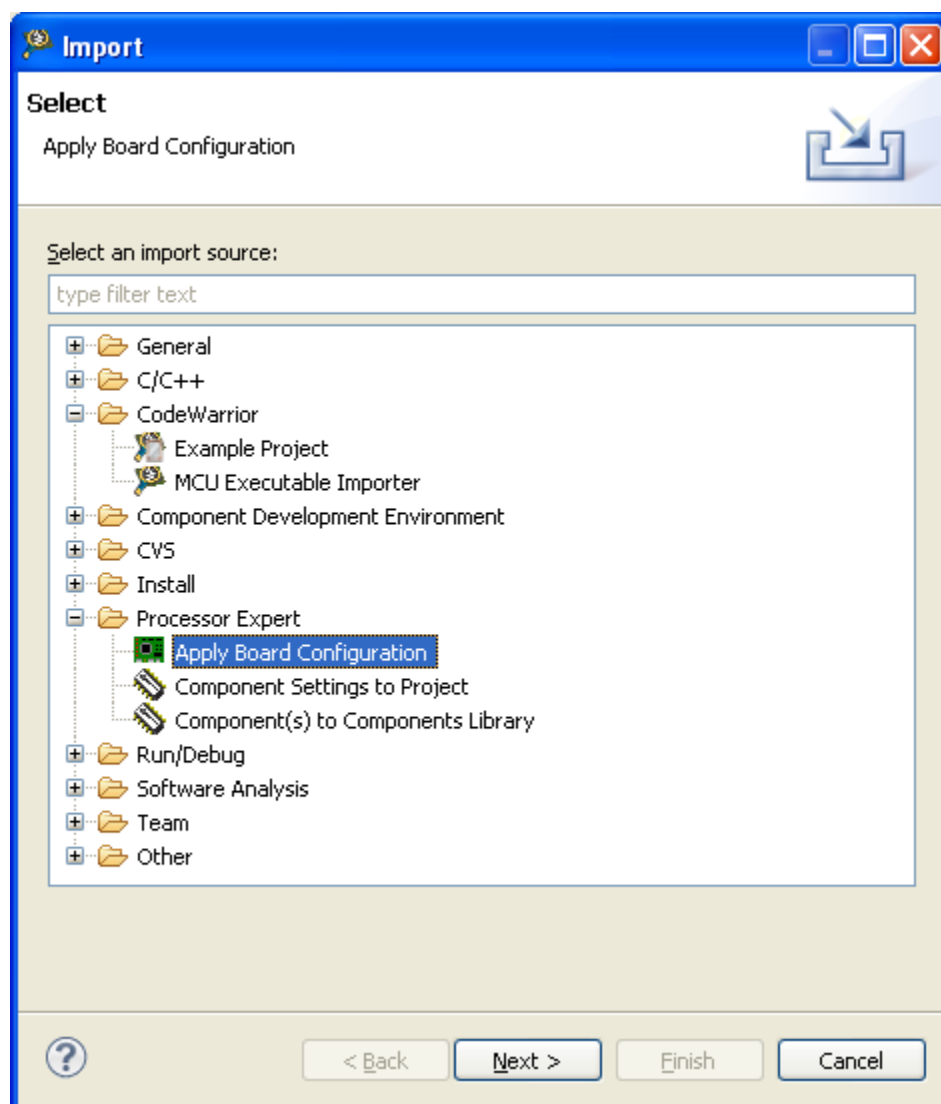 Import
Select
Apply Board Configuration
Select an import source:
type filter text
General
C/C++
CodeWarrior
Example Project
MCU Executable Importer
Component Development Environment
CVS
Install
Processor Expert
Apply Board Configuration
Component Settings to Project
Component(s) to Components Library
Run/Debug
Software Analysis
Team
Other
? < Back Next > Finish Cancel